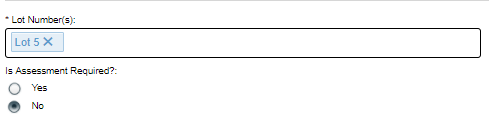 * Lot Number(s):
Lot 5 ✕
Is Assessment Required?:
Yes
No